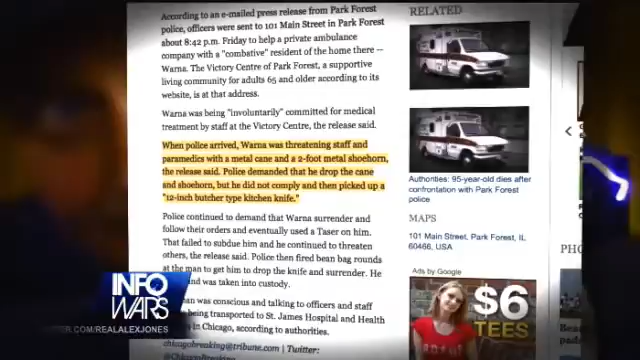 According to an e-mailed press release from Park Forest
police, officers were sent to 101 Main Street in Park Forest
about 8:42 p.m. Friday to help a private ambulance
company with a "combative" resident of the home there --
Warna. The Victory Centre of Park Forest, a supportive
living community for adults 65 and older according to its
website, is at that address.
Warna was being "involuntarily" committed for medical
treatment by staff at the Victory Centre, the release said.
When police arrived, Warna was threatening staff and
paramedics with a metal cane and a 2-foot metal shoehorn,
the release said. Police demanded that he drop the cane
and shoehorn, but he did not comply and then picked up a
"12-inch butcher type kitchen knife."
Police continued to demand that Warna surrender and
follow their orders and eventually used a Taser on him.
That failed to subdue him and he continued to threaten
others, the release said. Police then fired bean bag rounds
at the man to get him to drop the knife and surrender. He
and was taken into custody.
man was conscious and talking to officers and staff
being transported to St. James Hospital and Health
in Chicago, according to authorities.
chicagobreaking@tribune.com | Twitter:
@ChicagoBreaking
RELATED
Authorities: 95-year-old dies after
confrontation with Park Forest
police
MAPS
101 Main Street, Park Forest, IL
60466, USA
Ads by Google
$6
TEES
PHO
INFO
WARS
TER.COM/REALALEXJONES